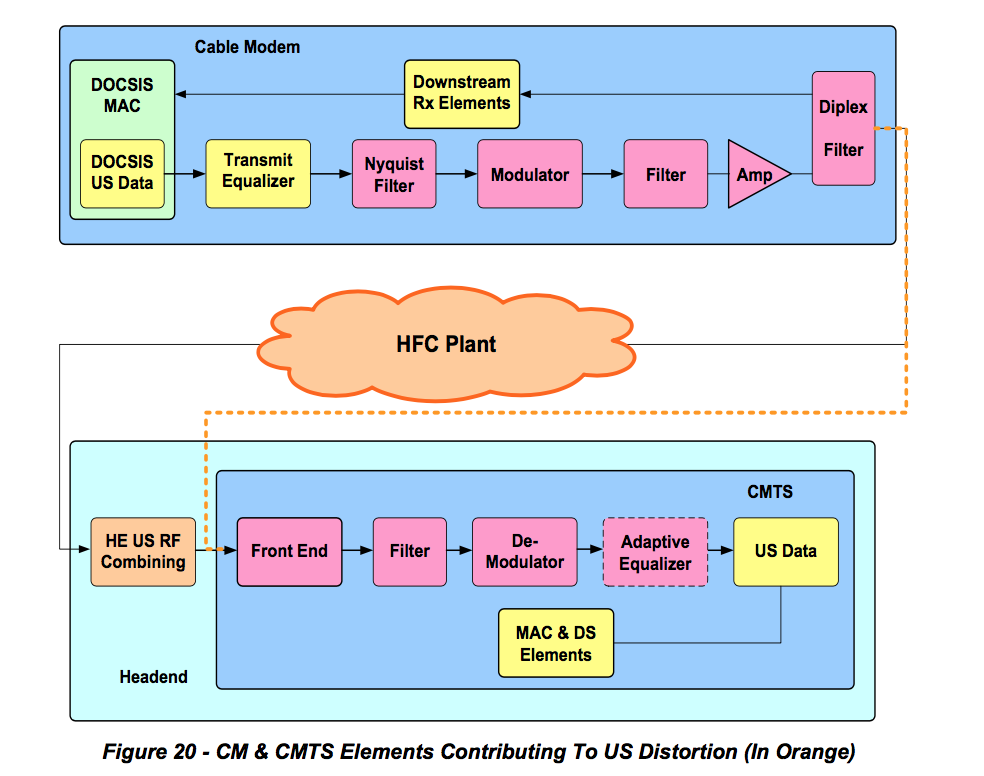 Cable Modem
DOCSIS
MAC
Downstream
Rx Elements
Diplex
Filter
DOCSIS
US Data
Transmit
Equalizer
Nyquist
Filter
Modulator
Filter
Amp
HFC Plant
CMTS
HE US RF
Combining
Front End
Filter
De-
Modulator
Adaptive
Equalizer
US Data
MAC & DS
Elements
Headend
Figure 20 - CM & CMTS Elements Contributing To US Distortion (In Orange)